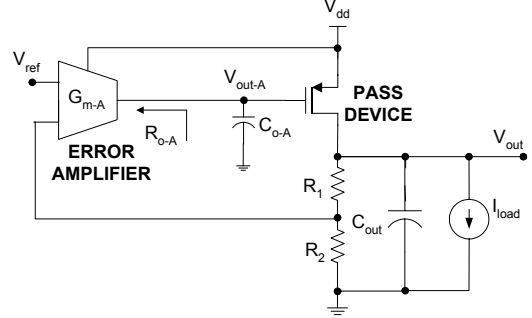 V_dd
V_ref
G_m-A
V_out-A
PASS
DEVICE
R_o-A
C_o-A
ERROR
AMPLIFIER
V_out
R_1
C_out
I_load
R_2